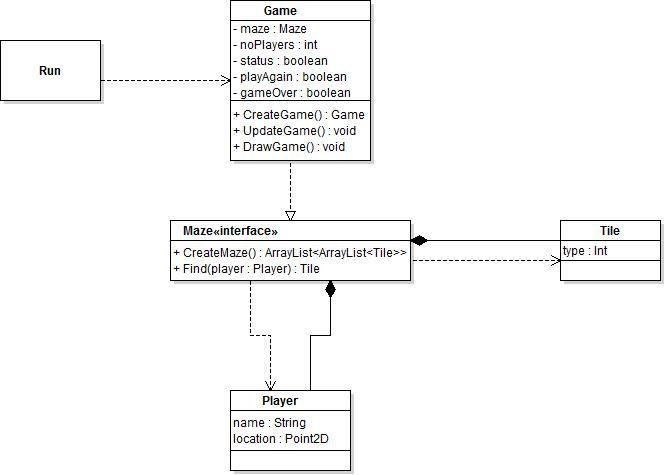 Game
- maze : Maze
- noPlayers : int
- status : boolean
- playAgain : boolean
- gameOver : boolean
+ CreateGame() : Game
+ UpdateGame() : void
+ DrawGame() : void
Run
Maze«interface»
+ CreateMaze() : ArrayList<ArrayList<Tile>>
+ Find(player : Player) : Tile
Tile
type : Int
Player
name : String
location : Point2D